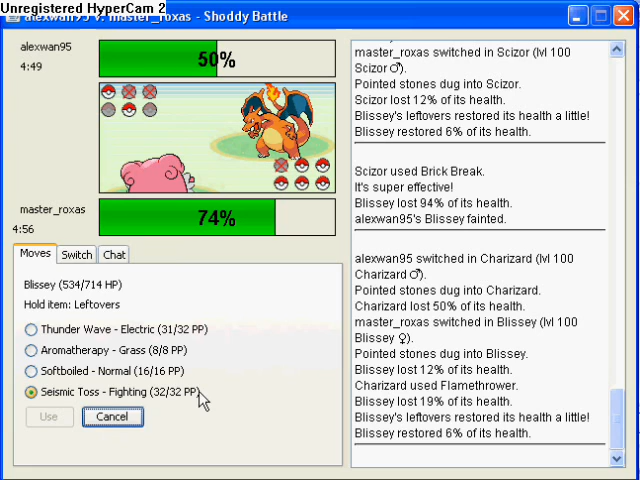 Unregistered HyperCam 2
alexwan95 v. master_roxas - Shoddy Battle
alexwan95
4:49
50%
master_roxas
4:56
74%
Moves
Switch
Chat
Blissey (534/714 HP)
Hold item: Leftovers
Thunder Wave - Electric (31/32 PP)
Aromatherapy - Grass (8/8 PP)
Softboiled - Normal (16/16 PP)
Seismic Toss - Fighting (32/32 PP)
Use
Cancel
master_roxas switched in Scizor (lvl 100
Scizor ♂).
Pointed stones dug into Scizor.
Scizor lost 12% of its health.
Blissey's leftovers restored its health a little!
Blissey restored 6% of its health.
Scizor used Brick Break.
It's super effective!
Blissey lost 94% of its health.
alexwan95's Blissey fainted.
alexwan95 switched in Charizard (lvl 100
Charizard ♂).
Pointed stones dug into Charizard.
Charizard lost 50% of its health.
master_roxas switched in Blissey (lvl 100
Blissey ♀).
Pointed stones dug into Blissey.
Blissey lost 12% of its health.
Charizard used Flamethrower.
Blissey lost 19% of its health.
Blissey's leftovers restored its health a little!
Blissey restored 6% of its health.